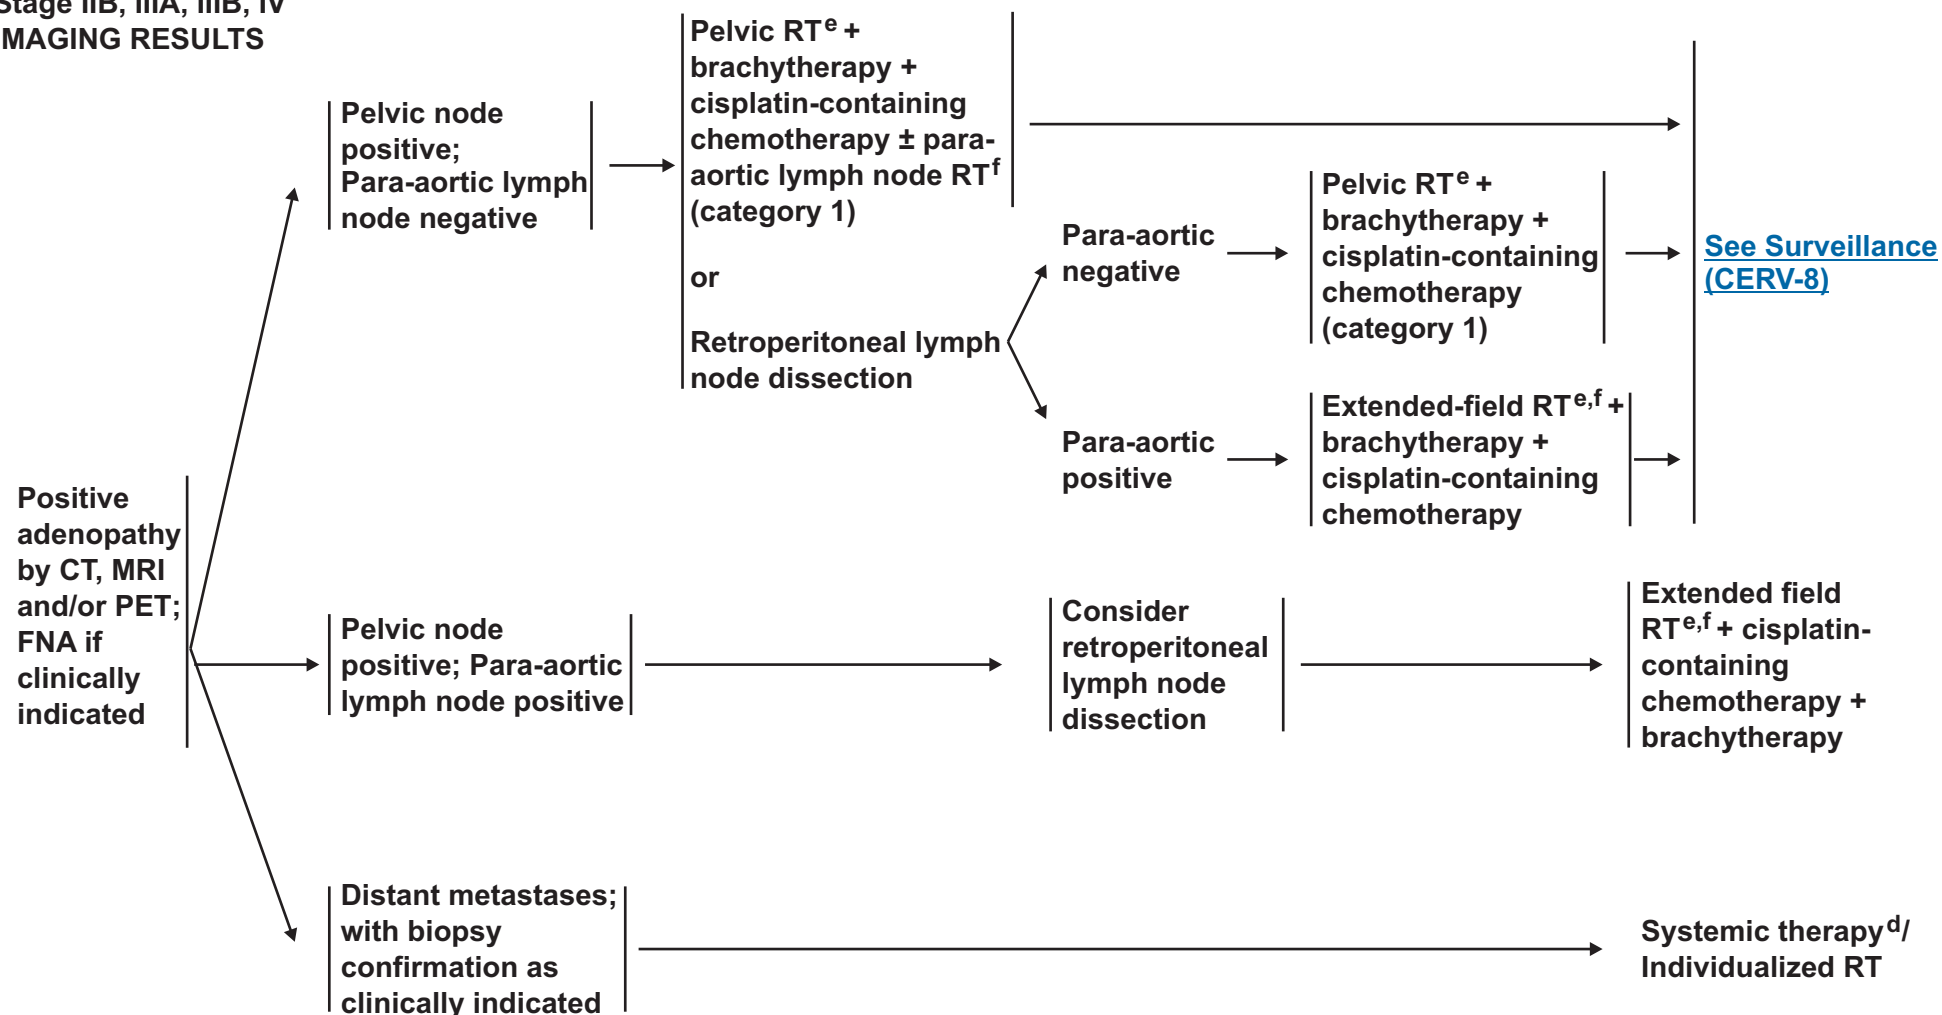 Stage IIB, IIIA, IIIB, IV
IMAGING RESULTS
Positive
adenopathy
by CT, MRI
and/or PET;
FNA if
clinically
indicated
Pelvic node
positive;
Para-aortic lymph
node negative
Pelvic RTe +
brachytherapy +
cisplatin-containing
chemotherapy ± para-
aortic lymph node RTf
(category 1)
or
Retroperitoneal lymph
node dissection
Para-aortic
negative
Pelvic RTe +
brachytherapy +
cisplatin-containing
chemotherapy
(category 1)
Para-aortic
positive
Extended-field RTe,f +
brachytherapy +
cisplatin-containing
chemotherapy
See Surveillance
(CERV-8)
Pelvic node
positive; Para-aortic
lymph node positive
Consider
retroperitoneal
lymph node
dissection
Extended field
RTe,f + cisplatin-
containing
chemotherapy +
brachytherapy
Distant metastases;
with biopsy
confirmation as
clinically indicated
Systemic therapyd/
Individualized RT